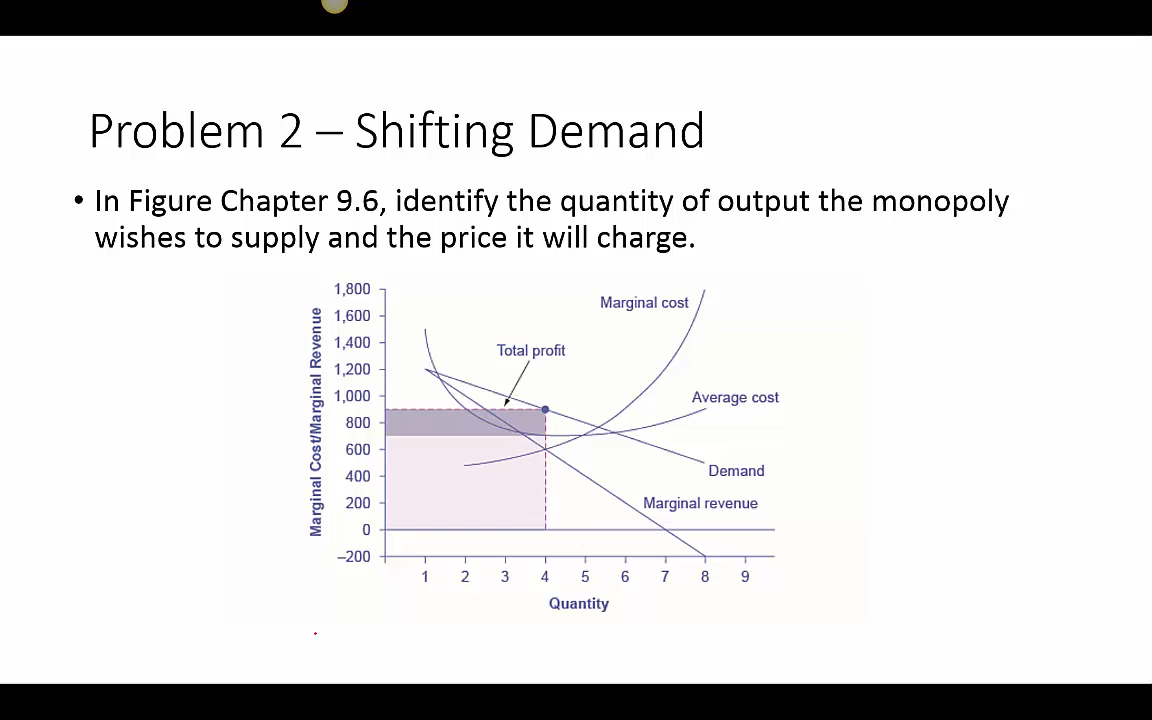 Problem 2 – Shifting Demand
• In Figure Chapter 9.6, identify the quantity of output the monopoly
wishes to supply and the price it will charge.
Marginal Cost/Marginal Revenue
1,800
1,600
1,400
1,200
1,000
800
600
400
200
0
–200
Marginal cost
Total profit
Average cost
Demand
Marginal revenue
1 2 3 4 5 6 7 8 9
Quantity